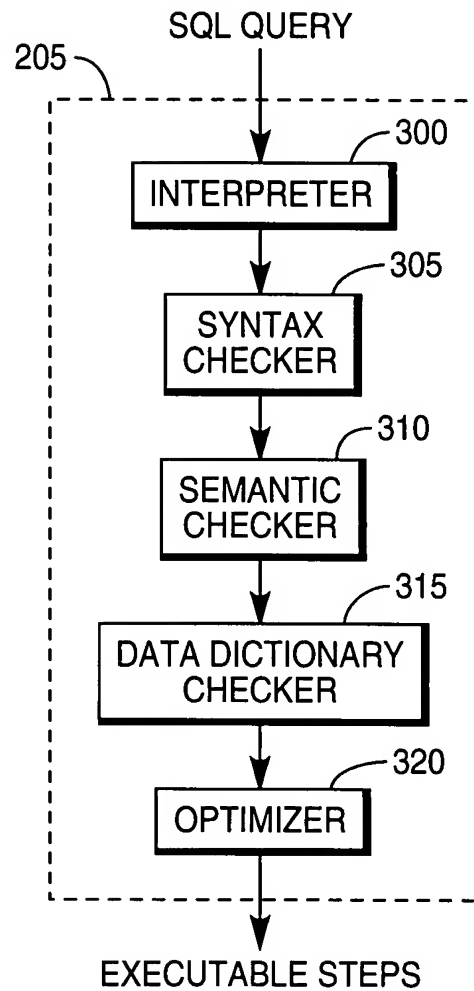 SQL QUERY
205
300
INTERPRETER
305
SYNTAX
CHECKER
310
SEMANTIC
CHECKER
315
DATA DICTIONARY
CHECKER
320
OPTIMIZER
EXECUTABLE STEPS